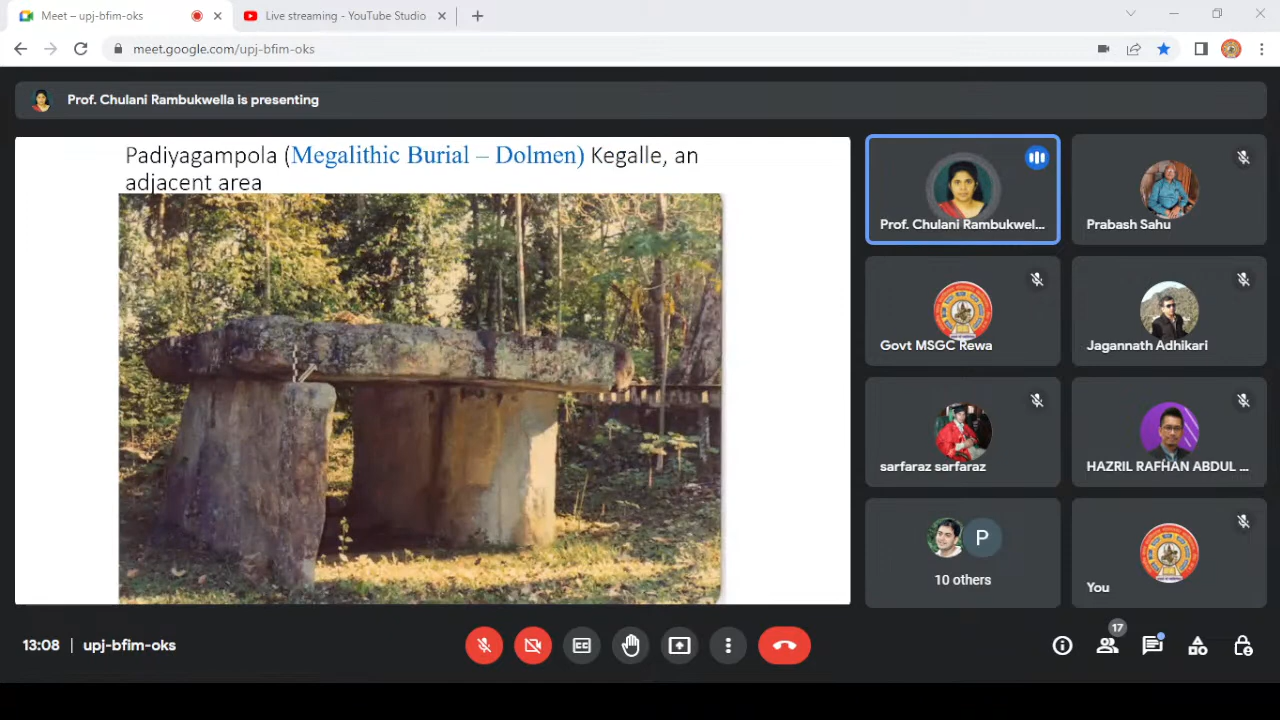 Meet – upj-bfim-oks
Live streaming - YouTube Studio
meet.google.com/upj-bfim-oks
Prof. Chulani Rambukwella is presenting
Padiyagampola (Megalithic Burial – Dolmen) Kegalle, an
adjacent area
Prof. Chulani Rambukwel...
Prabash Sahu
Govt MSGC Rewa
Jagannath Adhikari
sarfaraz sarfaraz
HAZRIL RAFHAN ABDUL ...
P
10 others
You
13:08 | upj-bfim-oks
CC
17